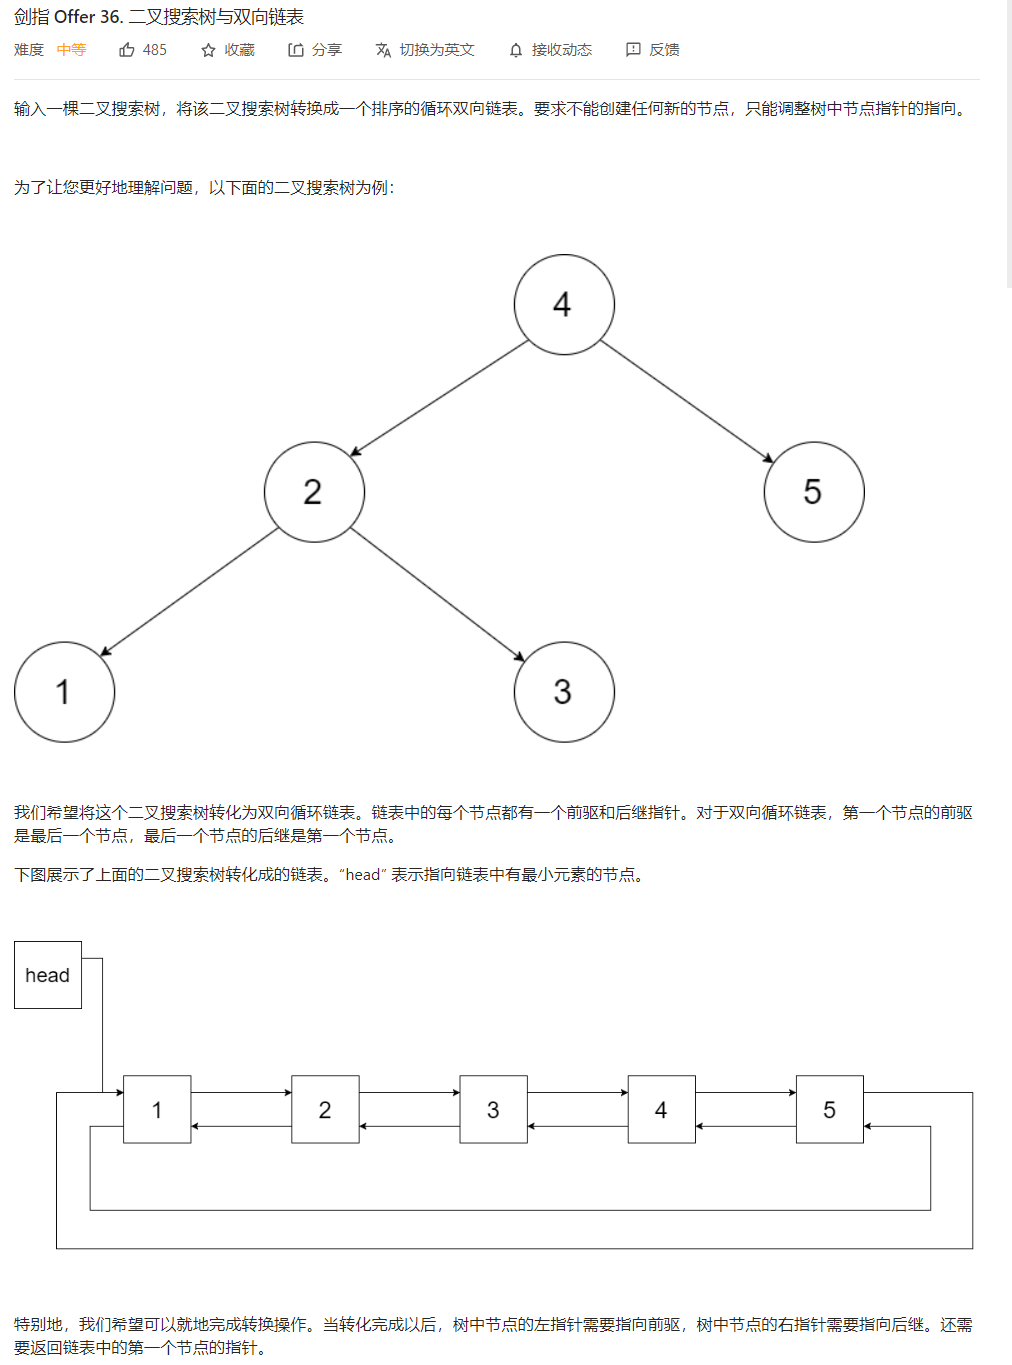 剑指 Offer 36. 二叉搜索树与双向链表
难度 中等 485 收藏 分享 切换为英文 接收动态 反馈
输入一棵二叉搜索树，将该二叉搜索树转换成一个排序的循环双向链表。要求不能创建任何新的节点，只能调整树中节点指针的指向。
为了让您更好地理解问题，以下面的二叉搜索树为例：
4
2 5
1 3
我们希望将这个二叉搜索树转化为双向循环链表。链表中的每个节点都有一个前驱和后继指针。对于双向循环链表，第一个节点的前驱
是最后一个节点，最后一个节点的后继是第一个节点。
下图展示了上面的二叉搜索树转化成的链表。“head” 表示指向链表中有最小元素的节点。
head
1 2 3 4 5
特别地，我们希望可以就地完成转换操作。当转化完成以后，树中节点的左指针需要指向前驱，树中节点的右指针需要指向后继。还需
要返回链表中的第一个节点的指针。